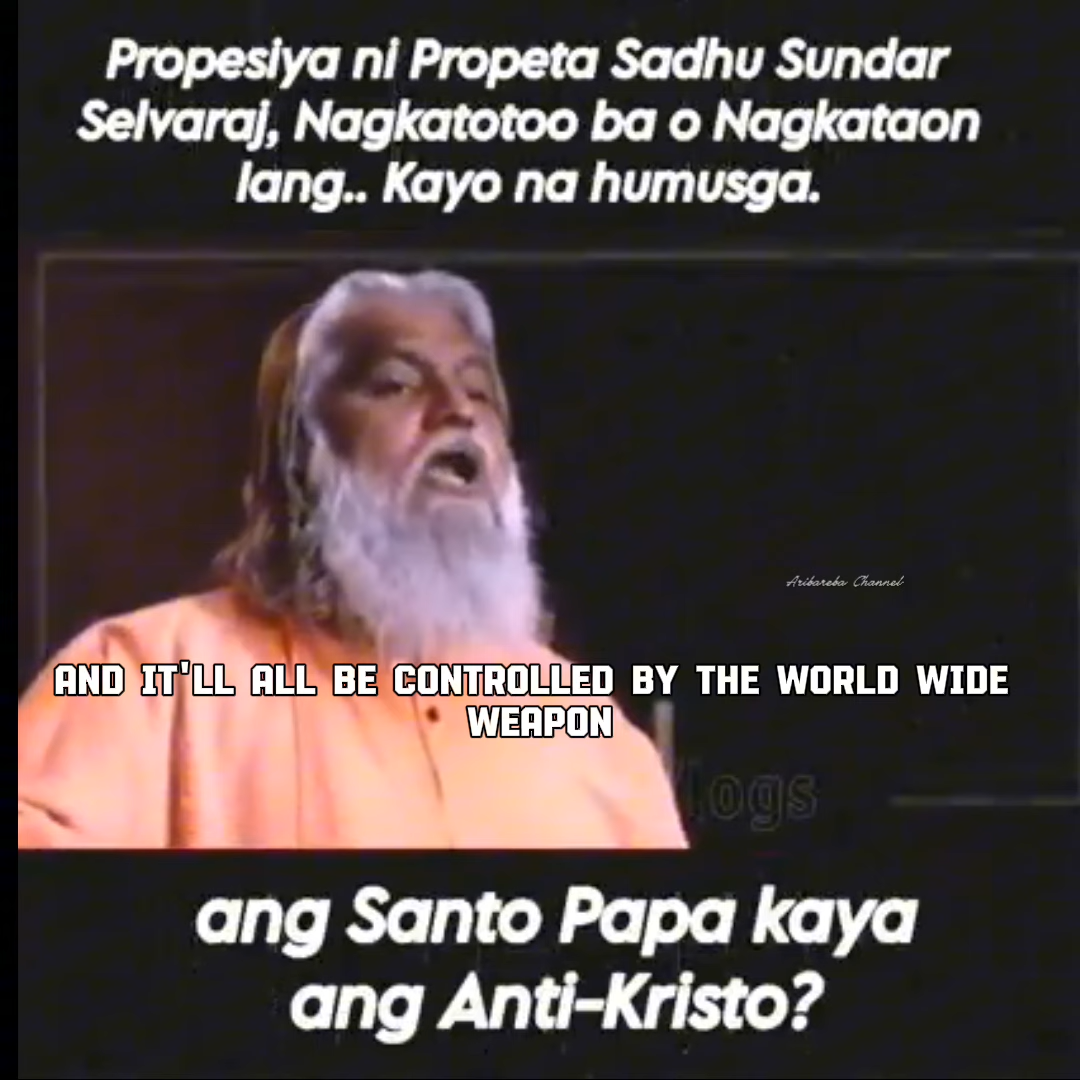 Propesiya ni Propeta Sadhu Sundar
Selvaraj, Nagkatotoo ba o Nagkataon
lang.. Kayo na humusga.
Aribareba Channel
AND IT'LL ALL BE CONTROLLED BY THE WORLD WIDE
WEAPON
logs
ang Santo Papa kaya
ang Anti-Kristo?